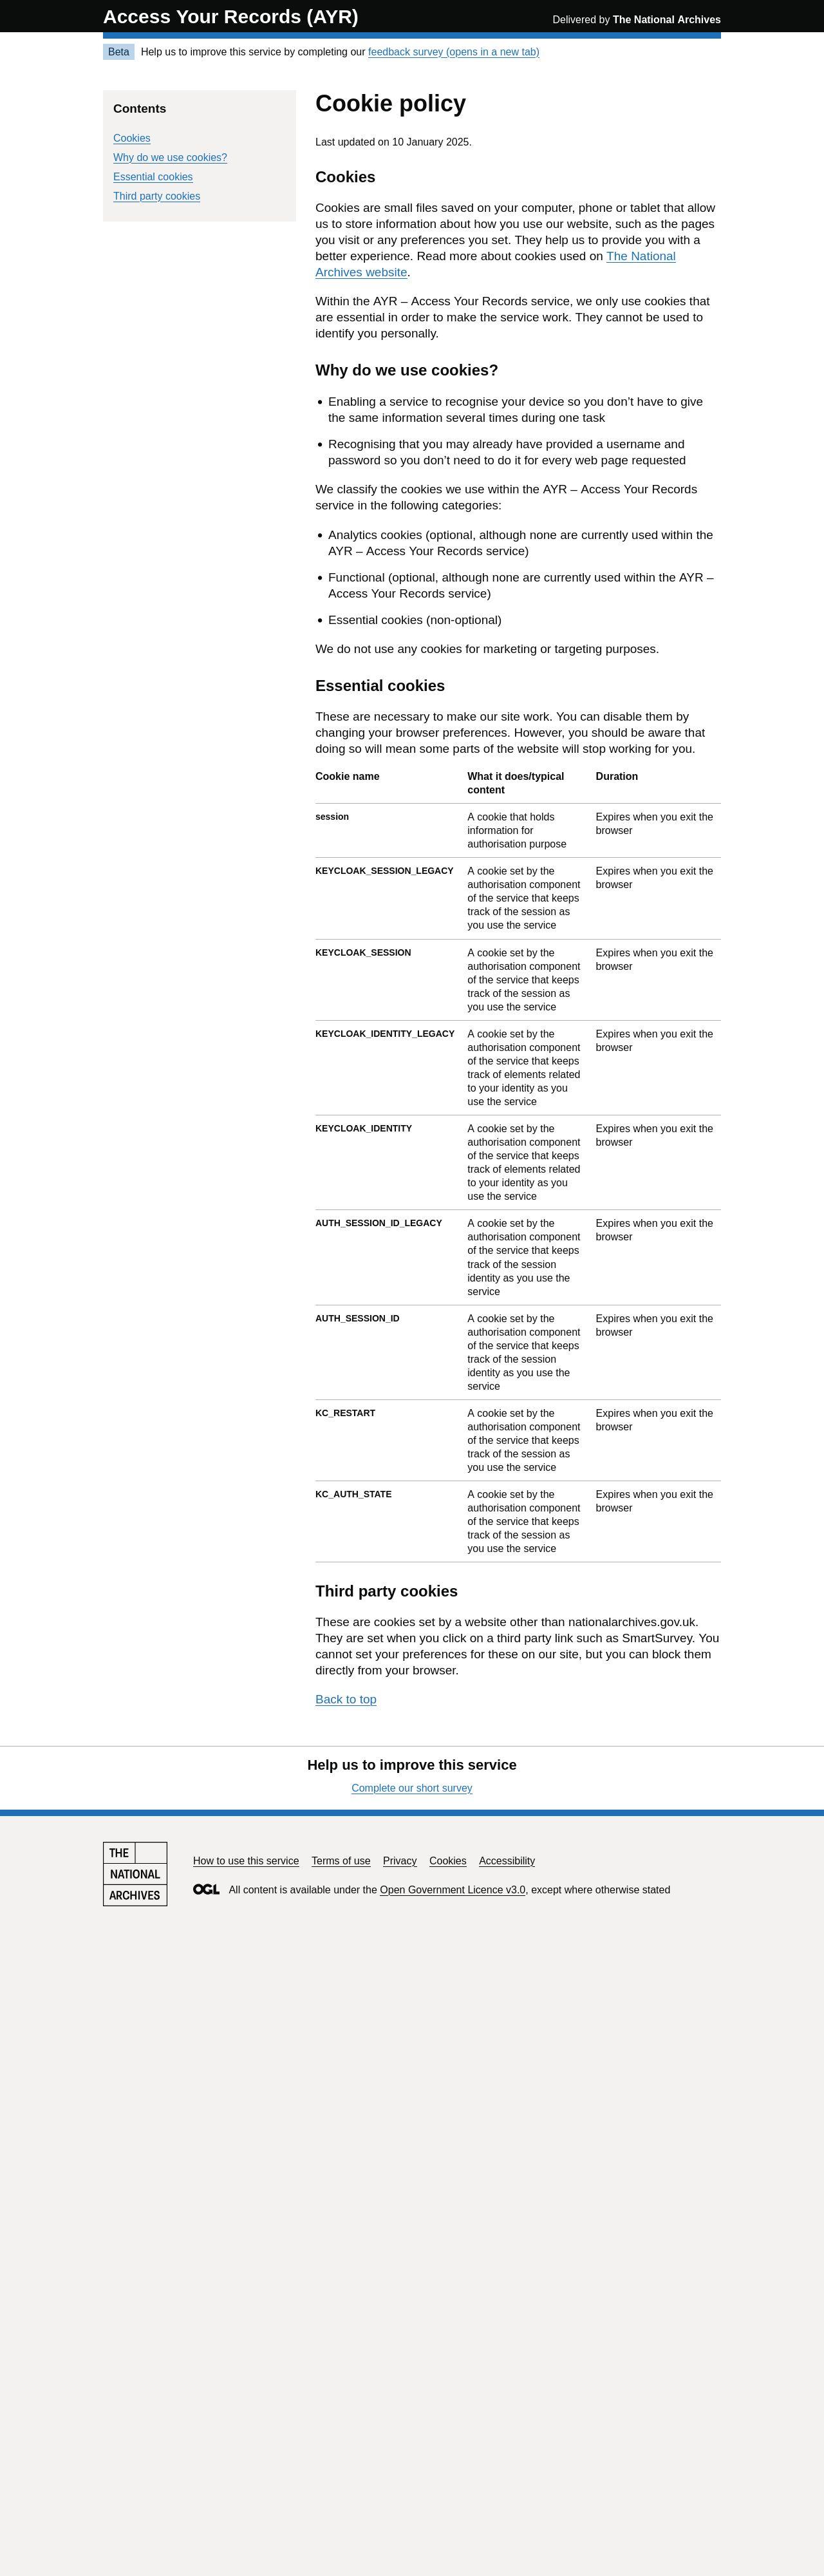 Access Your Records (AYR)
Delivered by The National Archives
Beta
Help us to improve this service by completing our feedback survey (opens in a new tab)
Contents
Cookies
Why do we use cookies?
Essential cookies
Third party cookies
Cookie policy
Last updated on 10 January 2025.
Cookies
Cookies are small files saved on your computer, phone or tablet that allow
us to store information about how you use our website, such as the pages
you visit or any preferences you set. They help us to provide you with a
better experience. Read more about cookies used on The National
Archives website.
Within the AYR – Access Your Records service, we only use cookies that
are essential in order to make the service work. They cannot be used to
identify you personally.
Why do we use cookies?
• Enabling a service to recognise your device so you don’t have to give
the same information several times during one task
• Recognising that you may already have provided a username and
password so you don’t need to do it for every web page requested
We classify the cookies we use within the AYR – Access Your Records
service in the following categories:
• Analytics cookies (optional, although none are currently used within the
AYR – Access Your Records service)
• Functional (optional, although none are currently used within the AYR –
Access Your Records service)
• Essential cookies (non-optional)
We do not use any cookies for marketing or targeting purposes.
Essential cookies
These are necessary to make our site work. You can disable them by
changing your browser preferences. However, you should be aware that
doing so will mean some parts of the website will stop working for you.
Cookie name
What it does/typical
content
Duration
session
A cookie that holds
information for
authorisation purpose
Expires when you exit the
browser
KEYCLOAK_SESSION_LEGACY
A cookie set by the
authorisation component
of the service that keeps
track of the session as
you use the service
Expires when you exit the
browser
KEYCLOAK_SESSION
A cookie set by the
authorisation component
of the service that keeps
track of the session as
you use the service
Expires when you exit the
browser
KEYCLOAK_IDENTITY_LEGACY
A cookie set by the
authorisation component
of the service that keeps
track of elements related
to your identity as you
use the service
Expires when you exit the
browser
KEYCLOAK_IDENTITY
A cookie set by the
authorisation component
of the service that keeps
track of elements related
to your identity as you
use the service
Expires when you exit the
browser
AUTH_SESSION_ID_LEGACY
A cookie set by the
authorisation component
of the service that keeps
track of the session
identity as you use the
service
Expires when you exit the
browser
AUTH_SESSION_ID
A cookie set by the
authorisation component
of the service that keeps
track of the session
identity as you use the
service
Expires when you exit the
browser
KC_RESTART
A cookie set by the
authorisation component
of the service that keeps
track of the session as
you use the service
Expires when you exit the
browser
KC_AUTH_STATE
A cookie set by the
authorisation component
of the service that keeps
track of the session as
you use the service
Expires when you exit the
browser
Third party cookies
These are cookies set by a website other than nationalarchives.gov.uk.
They are set when you click on a third party link such as SmartSurvey. You
cannot set your preferences for these on our site, but you can block them
directly from your browser.
Back to top
Help us to improve this service
Complete our short survey
THE
NATIONAL
ARCHIVES
How to use this service
Terms of use
Privacy
Cookies
Accessibility
OGL
All content is available under the Open Government Licence v3.0, except where otherwise stated